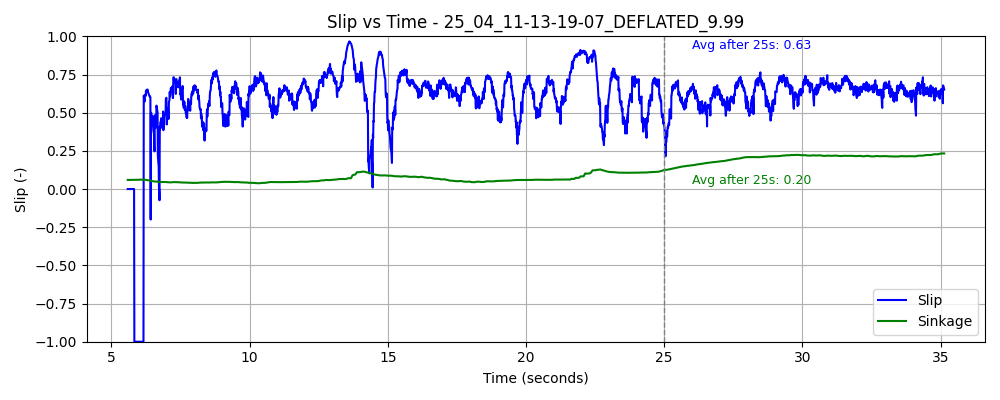 Slip vs Time - 25_04_11-13-19-07_DEFLATED_9.99
Avg after 25s: 0.63
1.00
0.75
0.50
0.25
0.00
−0.25
−0.50
−0.75
−1.00
Slip (-)
Avg after 25s: 0.20
Slip
Sinkage
5
10
15
20
25
30
35
Time (seconds)